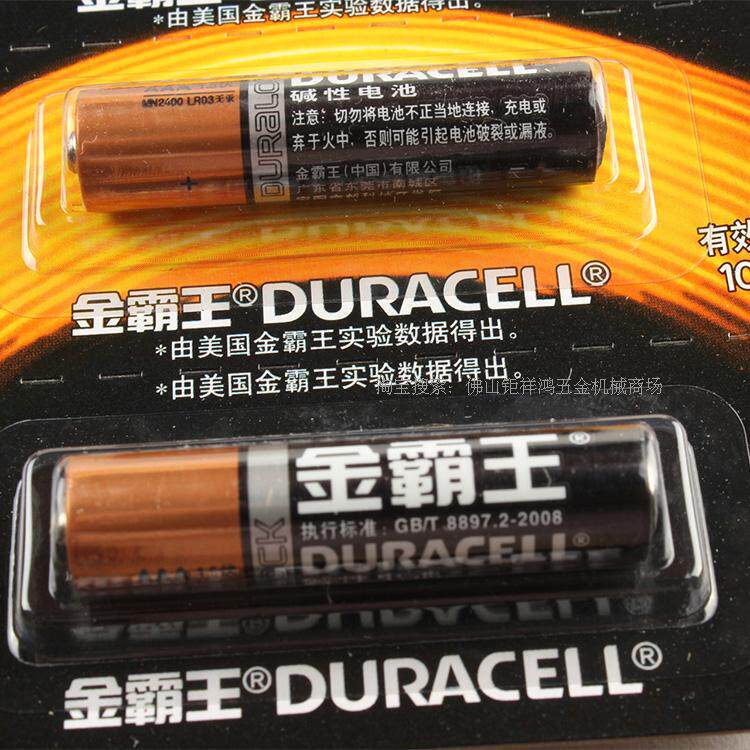 *由美国金霸王实验数据得出。
DURACELL®
碱性电池
AAA
MN2400 LR03
注意：切勿将电池不正当地连接、充电或
弃于火中，否则可能引起电池破裂或漏液。
金霸王(中国)有限公司
广东省东莞市南城区
+
有效
10
金霸王®DURACELL®
*由美国金霸王实验数据得出。
*由美国金霸王实验数据得出。
淘宝搜索：佛山钜祥鸿五金机械商场
金霸王®
执行标准：GB/T 8897.2-2008
DURACELL®
AAA
金霸王®DURACELL®